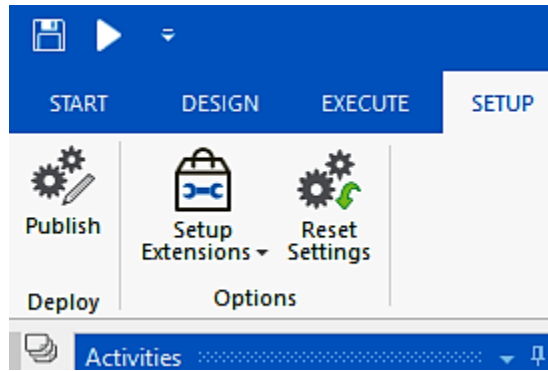 START DESIGN EXECUTE SETUP
Publish
Setup
Extensions
Reset
Settings
Deploy
Options
Activities